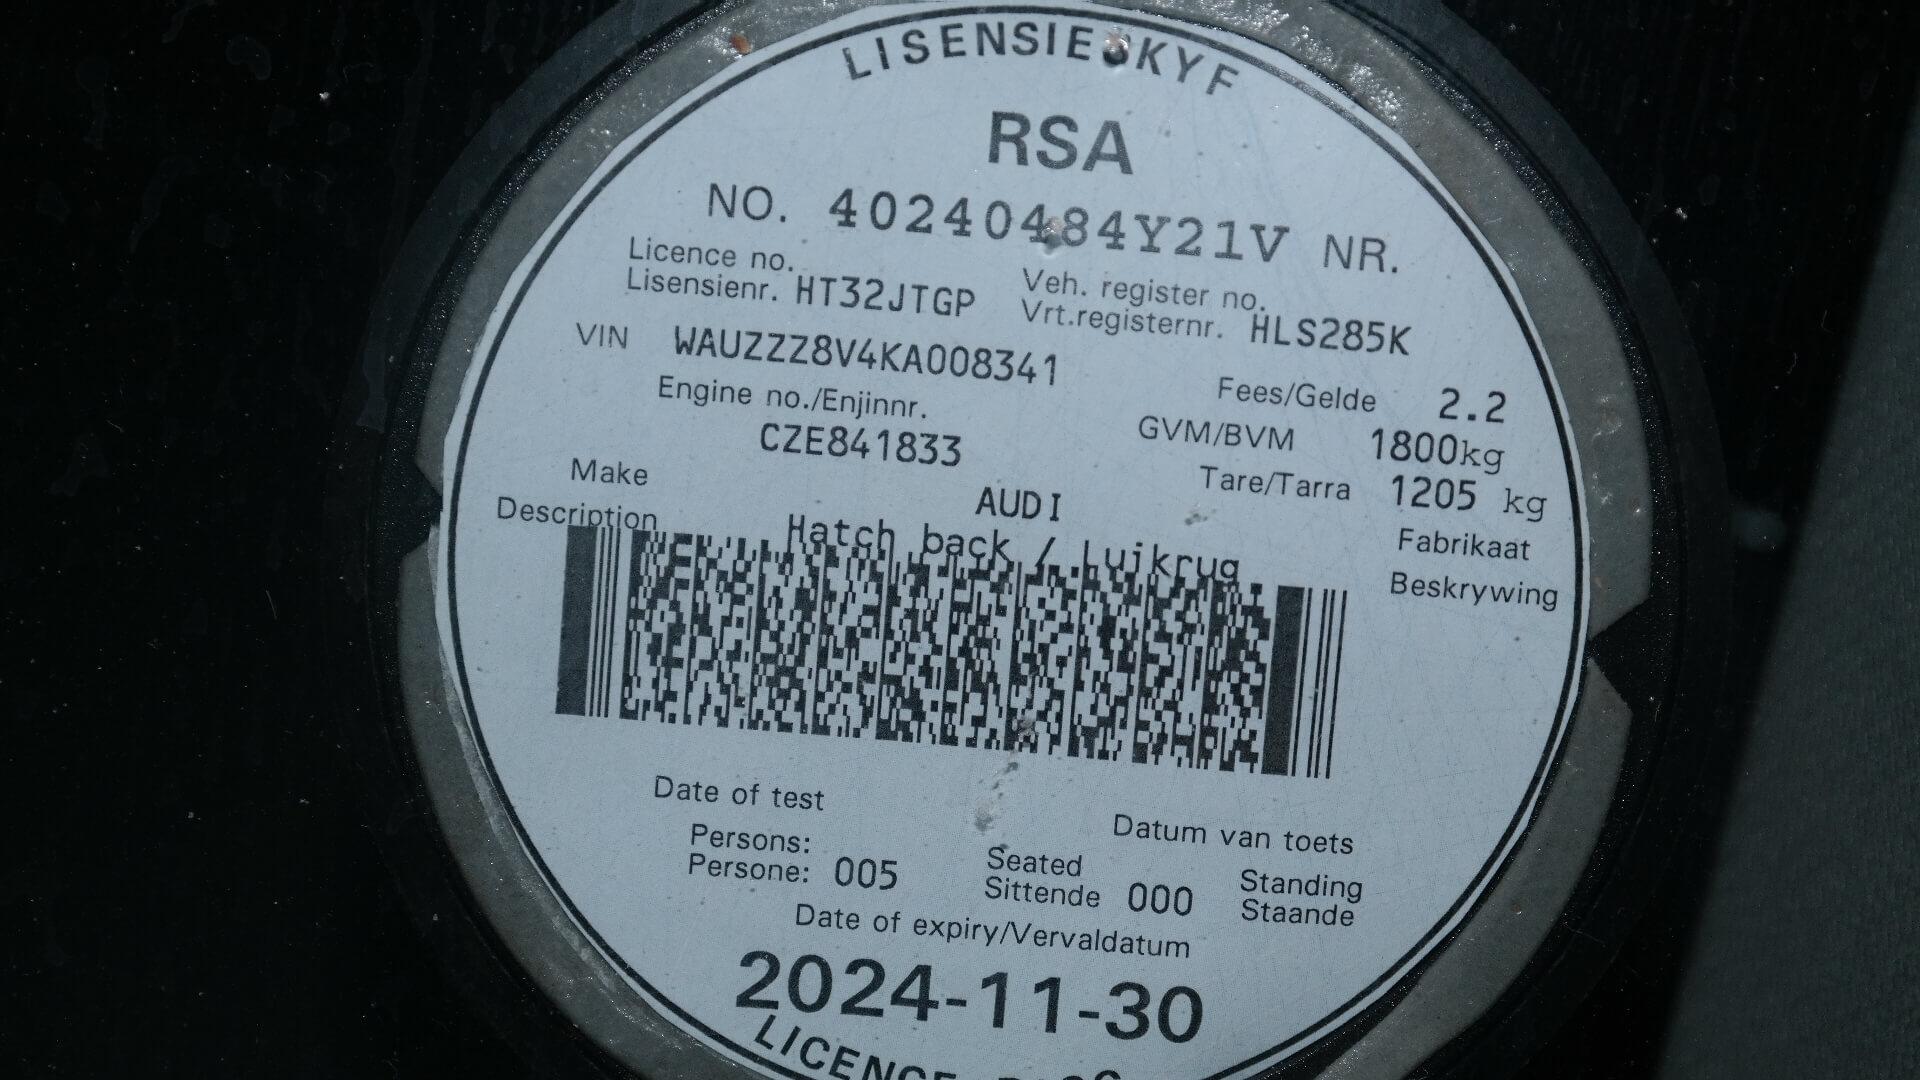 LISENSIESKYF
RSA
NO. 40240484Y21V NR.
Licence no.
Lisensienr. HT32JTGP
Veh. register no.
Vrt.registernr. HLS285K
VIN WAUZZZ8V4KA008341
Engine no./Enjinnr.
CZE841833
Fees/Gelde 2.2
GVM/BVM 1800kg
Tare/Tarra 1205 kg
Make AUDI Fabrikaat
Description Hatch back / Luikrug Beskrywing
Date of test Datum van toets
Persons:
Persone: 005
Seated
Sittende 000
Standing
Staande
Date of expiry/Vervaldatum
2024-11-30
LICENCE DISC